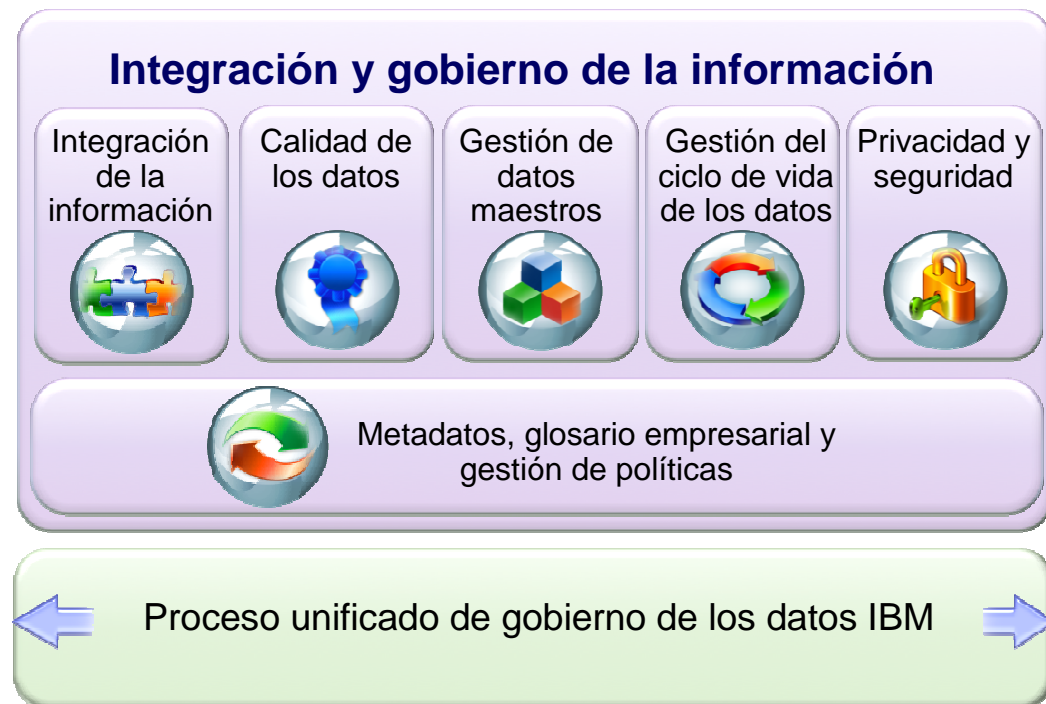 Integración y gobierno de la información
Integración
de la
información
Calidad de
los datos
Gestión de
datos
maestros
Gestión del
ciclo de vida
de los datos
Privacidad y
seguridad
Metadatos, glosario empresarial y
gestión de políticas
Proceso unificado de gobierno de los datos IBM